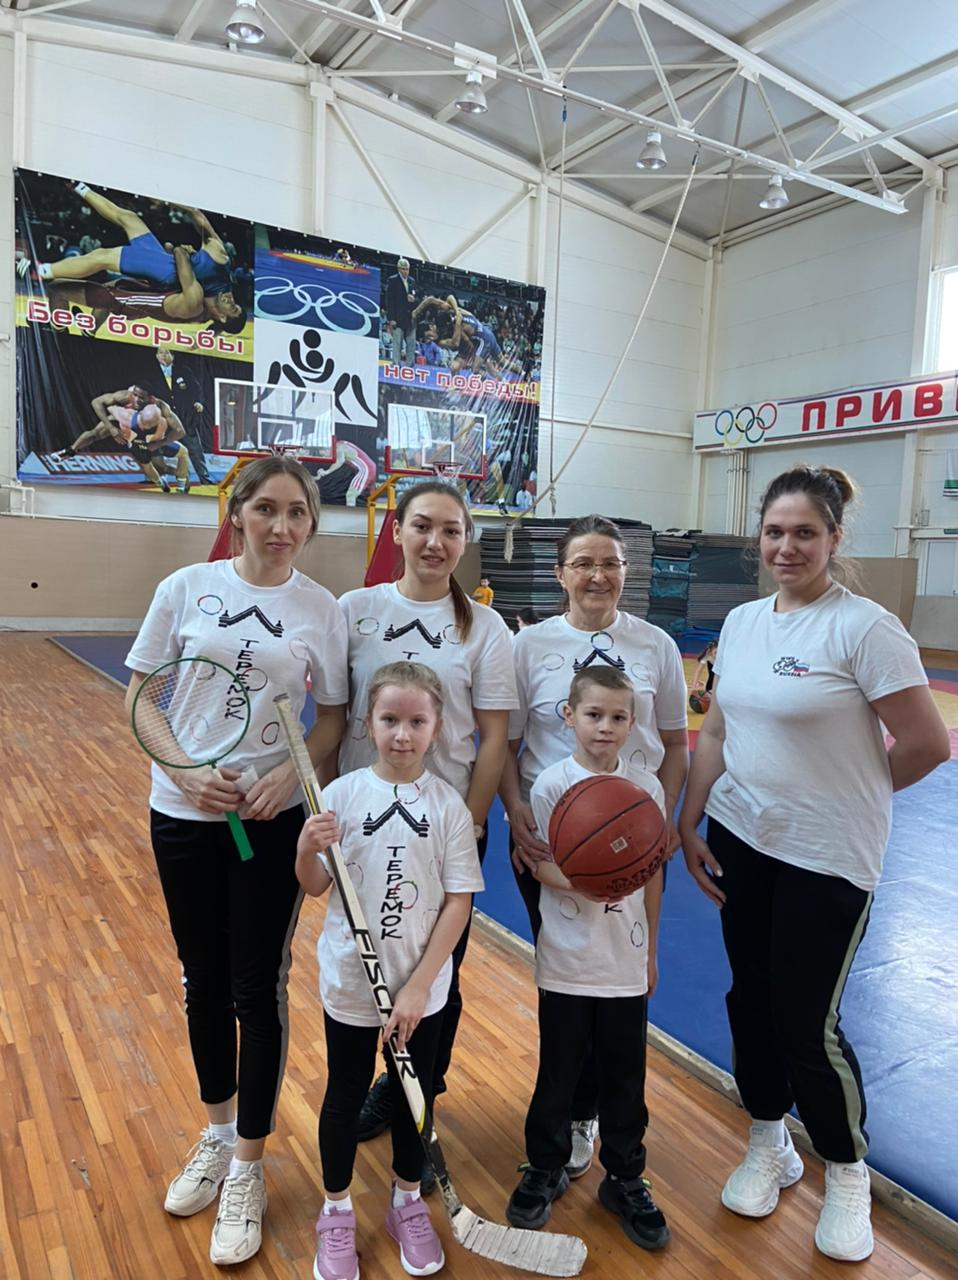 Без борьбы
нет победы!
HERNING
ПРИВ
ТЕРЕМОК
RUSSIA
ТЕРЕМОК
FISCHER
К